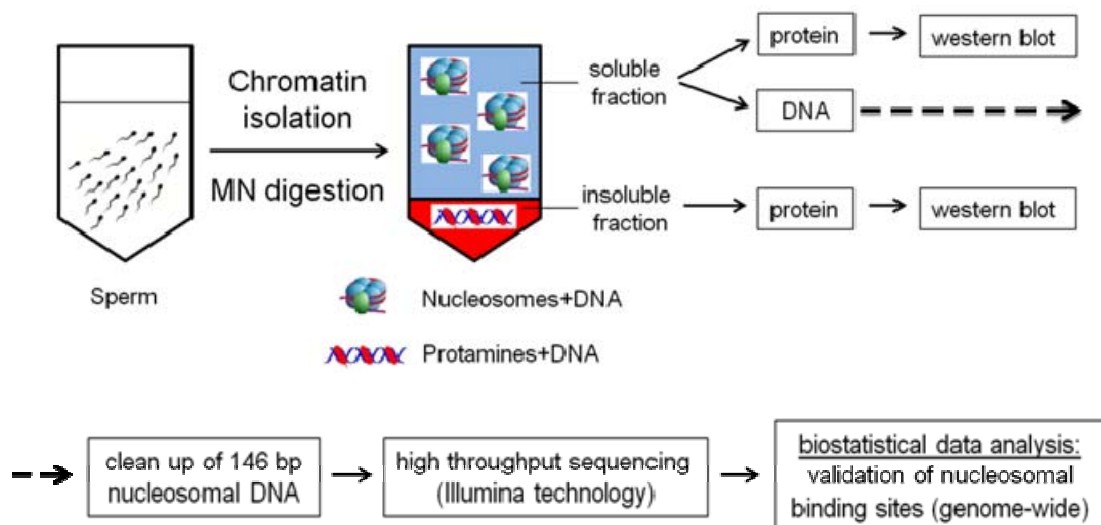 Chromatin
isolation
MN digestion
Sperm
soluble
fraction
protein
western blot
DNA
insoluble
fraction
protein
western blot
Nucleosomes+DNA
Protamines+DNA
clean up of 146 bp
nucleosomal DNA
high throughput sequencing
(Illumina technology)
biostatistical data analysis:
validation of nucleosomal
binding sites (genome-wide)